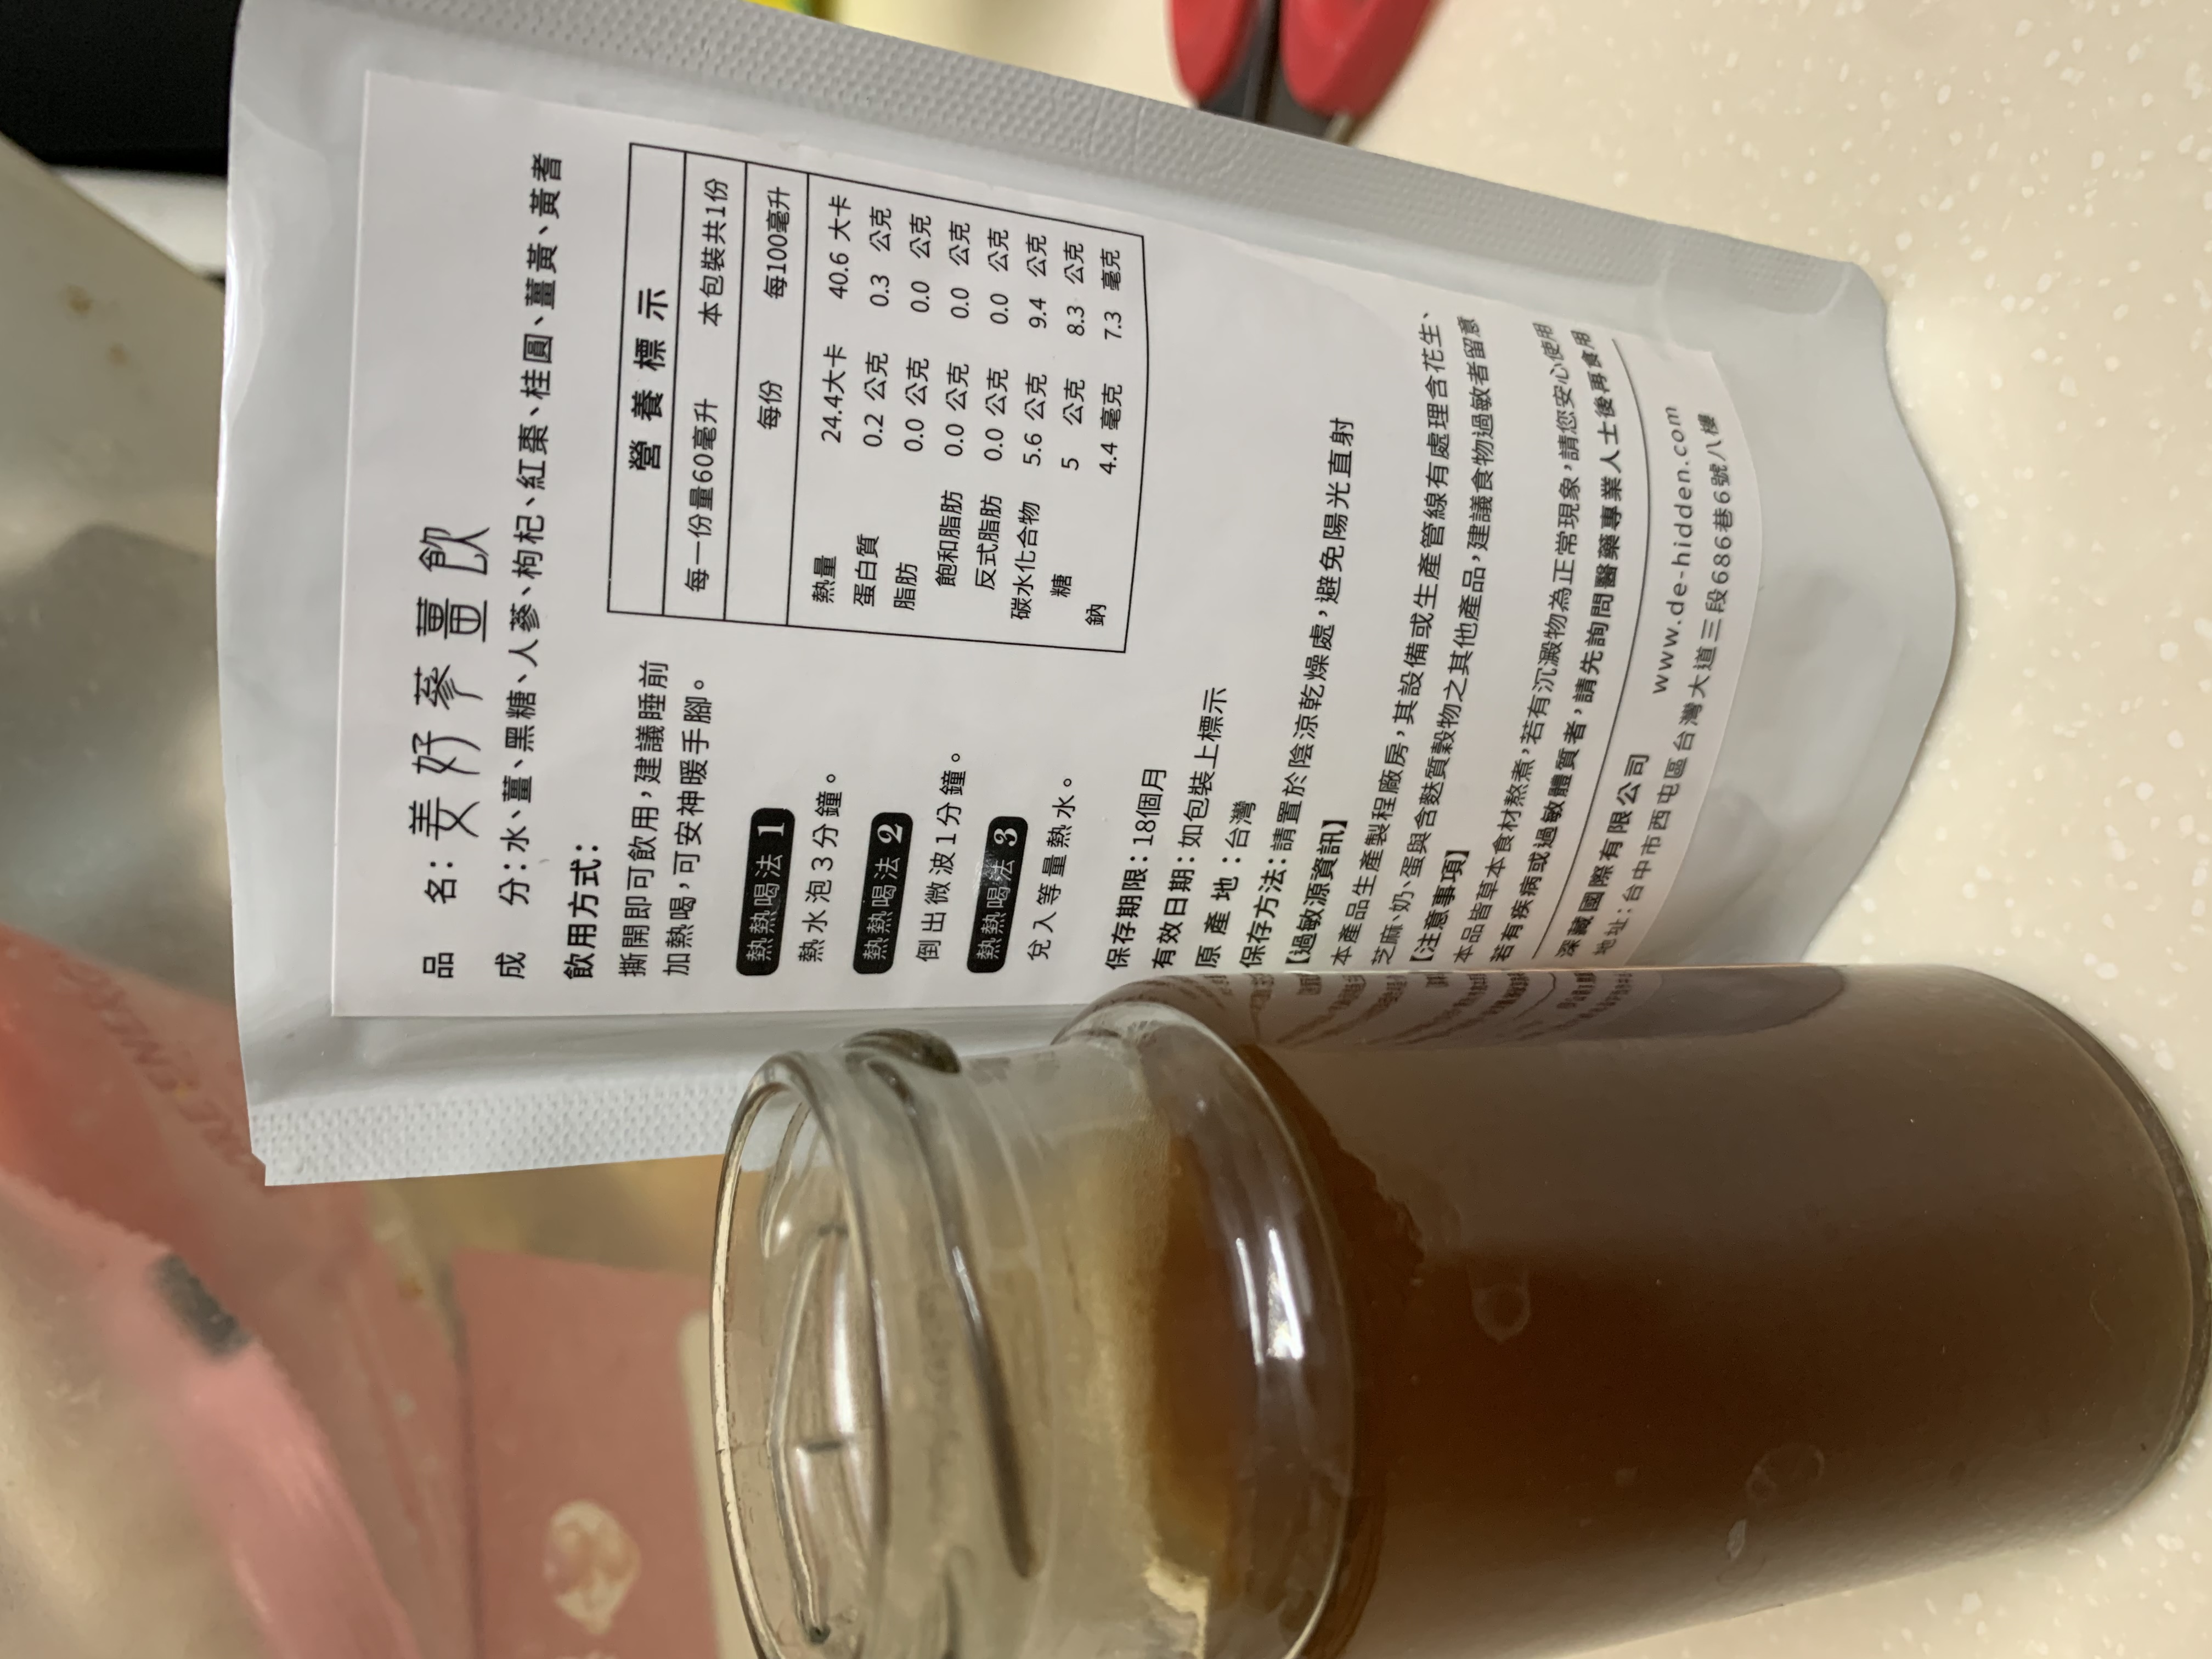 品　名：姜好蔘薑飲
成　分：水、薑、黑糖、人蔘、枸杞、紅棗、桂圓、薑黃、黃耆
飲用方式：
撕開即可飲用，建議睡前
加熱喝，可安神暖手腳。
熱熱喝法 1
熱水泡3分鐘。
熱熱喝法 2
倒出微波1分鐘。
熱熱喝法 3
兌入等量熱水。
營養標示
每一份量60毫升 本包裝共1份
每份 每100毫升
熱量 24.4大卡 40.6 大卡
蛋白質 0.2 公克 0.3 公克
脂肪 0.0 公克 0.0 公克
飽和脂肪 0.0 公克 0.0 公克
反式脂肪 0.0 公克 0.0 公克
碳水化合物 5.6 公克 9.4 公克
糖 5 公克 8.3 公克
鈉 4.4 毫克 7.3 毫克
保存期限：18個月
有效日期：如包裝上標示
原 產 地：台灣
保存方法：請置於陰涼乾燥處，避免陽光直射
【過敏源資訊】
本產品生產製程廠房，其設備或生產管線有處理含花生、
芝麻、奶、蛋與含麩質穀物之其他產品，建議食物過敏者留意
【注意事項】
本品皆草本食材熬煮，若有沉澱物為正常現象，請您安心使用
若有疾病或過敏體質者，請先詢問醫藥專業人士後再食用
深藏國際有限公司 www.de-hidden.com
地址：台中市西屯區台灣大道三段686巷6號八樓